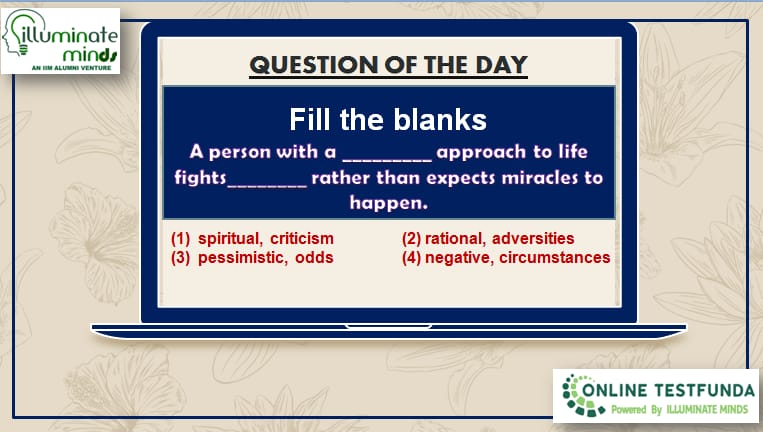 illuminate
minds
AN IIM ALUMNI VENTURE
QUESTION OF THE DAY
Fill the blanks
A person with a _________ approach to life
fights________ rather than expects miracles to
happen.
(1) spiritual, criticism (2) rational, adversities
(3) pessimistic, odds (4) negative, circumstances
ONLINE TESTFUNDA
Powered By ILLUMINATE MINDS